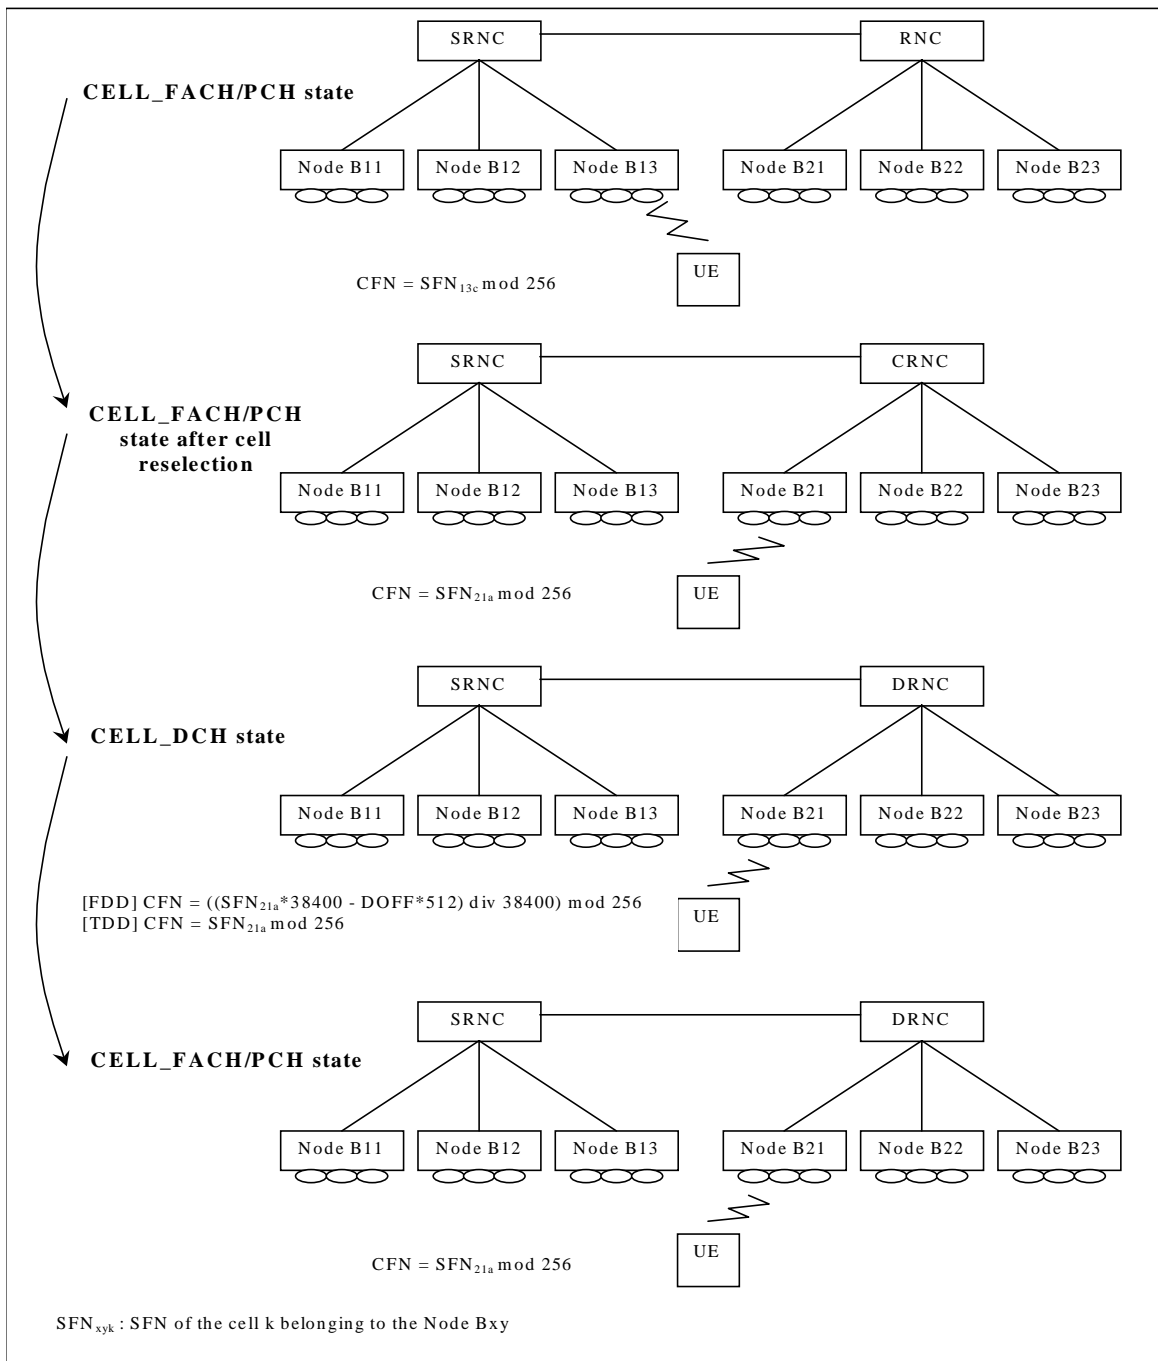 SRNC
RNC
CELL_FACH/PCH state
Node B11
Node B12
Node B13
Node B21
Node B22
Node B23
UE
CFN = SFN13c mod 256
SRNC
CRNC
CELL_FACH/PCH
state after cell
reselection
Node B11
Node B12
Node B13
Node B21
Node B22
Node B23
UE
CFN = SFN21a mod 256
SRNC
DRNC
CELL_DCH state
Node B11
Node B12
Node B13
Node B21
Node B22
Node B23
[FDD] CFN = ((SFN21a*38400 - DOFF*512) div 38400) mod 256
[TDD] CFN = SFN21a mod 256
UE
SRNC
DRNC
CELL_FACH/PCH state
Node B11
Node B12
Node B13
Node B21
Node B22
Node B23
UE
CFN = SFN21a mod 256
SFNxyk : SFN of the cell k belonging to the Node Bxy